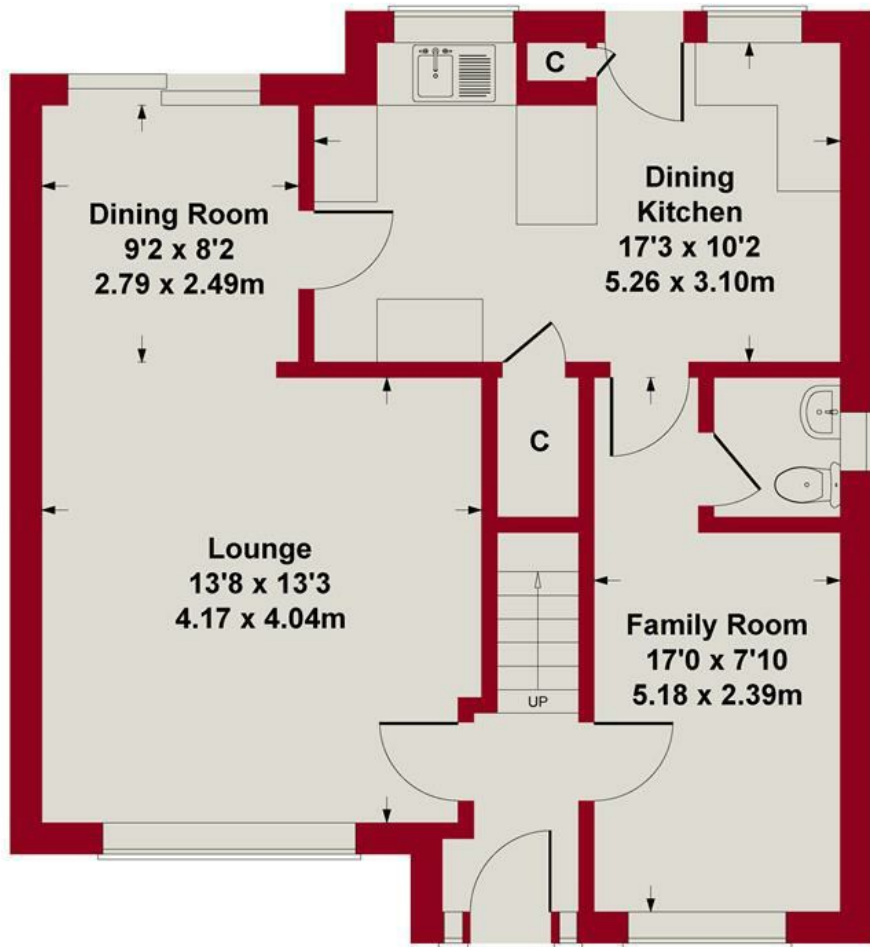 C
Dining Room
9'2 x 8'2
2.79 x 2.49m
Dining
Kitchen
17'3 x 10'2
5.26 x 3.10m
C
Lounge
13'8 x 13'3
4.17 x 4.04m
Family Room
17'0 x 7'10
5.18 x 2.39m
UP